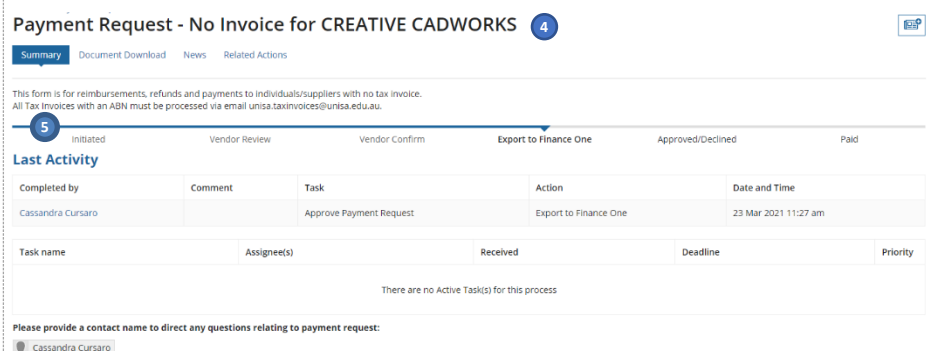 Payment Request - No Invoice for CREATIVE CADWORKS 4
Summary Document Download News Related Actions
This form is for reimbursements, refunds and payments to individuals/suppliers with no tax invoice.
All Tax Invoices with an ABN must be processed via email unisa.taxinvoices@unisa.edu.au.
5
Initiated Vendor Review Vendor Confirm Export to Finance One Approved/Declined Paid
Last Activity
Completed by Comment Task Action Date and Time
Cassandra Cursaro Approve Payment Request Export to Finance One 23 Mar 2021 11:27 am
Task name Assignee(s) Received Deadline Priority
There are no Active Task(s) for this process
Please provide a contact name to direct any questions relating to payment request:
Cassandra Cursaro